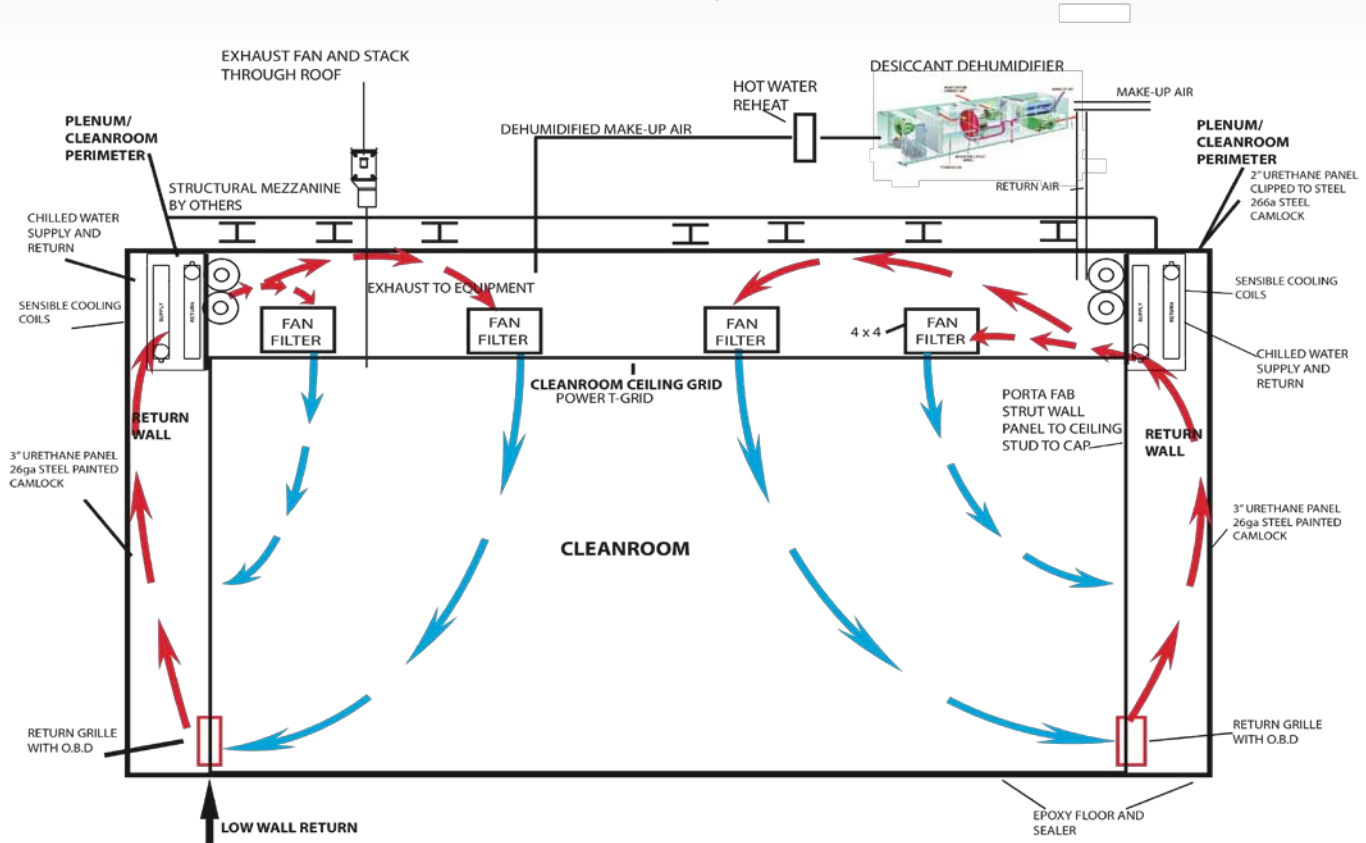 EXHAUST FAN AND STACK
THROUGH ROOF
DESICCANT DEHUMIDIFIER
HOT WATER
REHEAT
MAKE-UP AIR
PLENUM/
CLEANROOM
PERIMETER
DEHUMIDIFIED MAKE-UP AIR
PLENUM/
CLEANROOM
PERIMETER
STRUCTURAL MEZZANINE
BY OTHERS
RETURN AIR
2" URETHANE PANEL
CLIPPED TO STEEL
266a STEEL
CAMLOCK
CHILLED WATER
SUPPLY AND
RETURN
SENSIBLE COOLING
COILS
SUPPLY
RETURN
EXHAUST TO EQUIPMENT
FAN
FILTER
FAN
FILTER
FAN
FILTER
4 x 4
FAN
FILTER
SUPPLY
RETURN
SENSIBLE COOLING
COILS
CHILLED WATER
SUPPLY AND
RETURN
CLEANROOM CEILING GRID
POWER T-GRID
PORTA FAB
STRUT WALL
PANEL TO CEILING
STUD TO CAP
RETURN
WALL
RETURN
WALL
3" URETHANE PANEL
26ga STEEL PAINTED
CAMLOCK
3" URETHANE PANEL
26ga STEEL PAINTED
CAMLOCK
CLEANROOM
RETURN GRILLE
WITH O.B.D
RETURN GRILLE
WITH O.B.D
LOW WALL RETURN
EPOXY FLOOR AND
SEALER